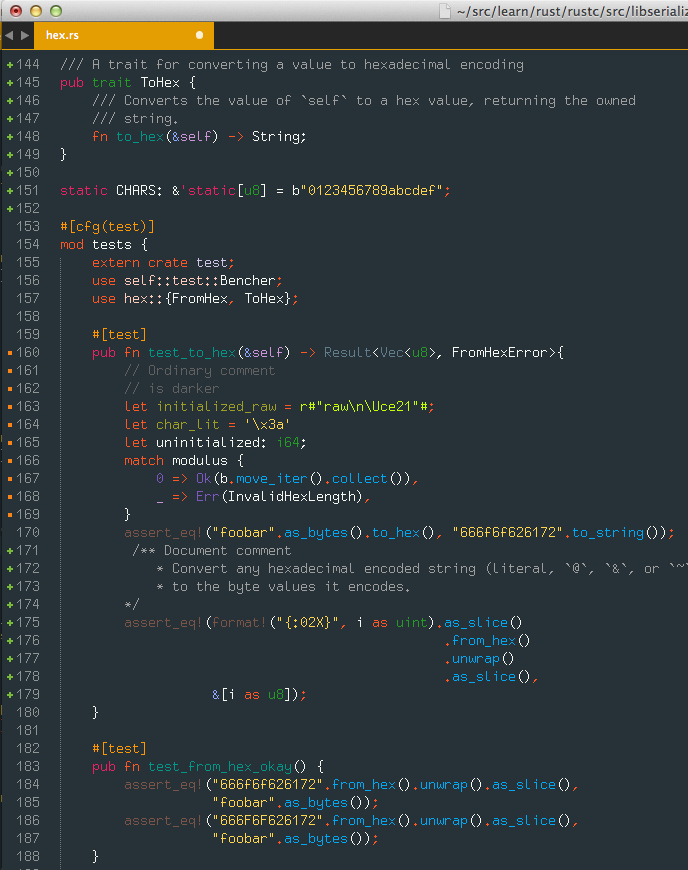 ~/src/learn/rust/rustc/src/libserializ
hex.rs
144 /// A trait for converting a value to hexadecimal encoding
145 pub trait ToHex {
146     /// Converts the value of `self` to a hex value, returning the owned
147     /// string.
148     fn to_hex(&self) -> String;
149 }
150
151 static CHARS: &'static[u8] = b"0123456789abcdef";
152
153 #[cfg(test)]
154 mod tests {
155     extern crate test;
156     use self::test::Bencher;
157     use hex::{FromHex, ToHex};
158
159     #[test]
160     pub fn test_to_hex(&self) -> Result<Vec<u8>, FromHexError>{
161         // Ordinary comment
162         // is darker
163         let initialized_raw = r#"raw\n\Uce21"#;
164         let char_lit = '\x3a'
165         let uninitialized: i64;
166         match modulus {
167             0 => Ok(b.move_iter().collect()),
168             _ => Err(InvalidHexLength),
169         }
170         assert_eq!("foobar".as_bytes().to_hex(), "666f6f626172".to_string());
171          /** Document comment
172             * Convert any hexadecimal encoded string (literal, `@`, `&`, or `~`
173             * to the byte values it encodes.
174         */
175         assert_eq!(format!("{:02X}", i as uint).as_slice()
176                                                 .from_hex()
177                                                 .unwrap()
178                                                 .as_slice(),
179                    &[i as u8]);
180     }
181
182     #[test]
183     pub fn test_from_hex_okay() {
184         assert_eq!("666f6f626172".from_hex().unwrap().as_slice(),
185                    "foobar".as_bytes());
186         assert_eq!("666F6F626172".from_hex().unwrap().as_slice(),
187                    "foobar".as_bytes());
188     }